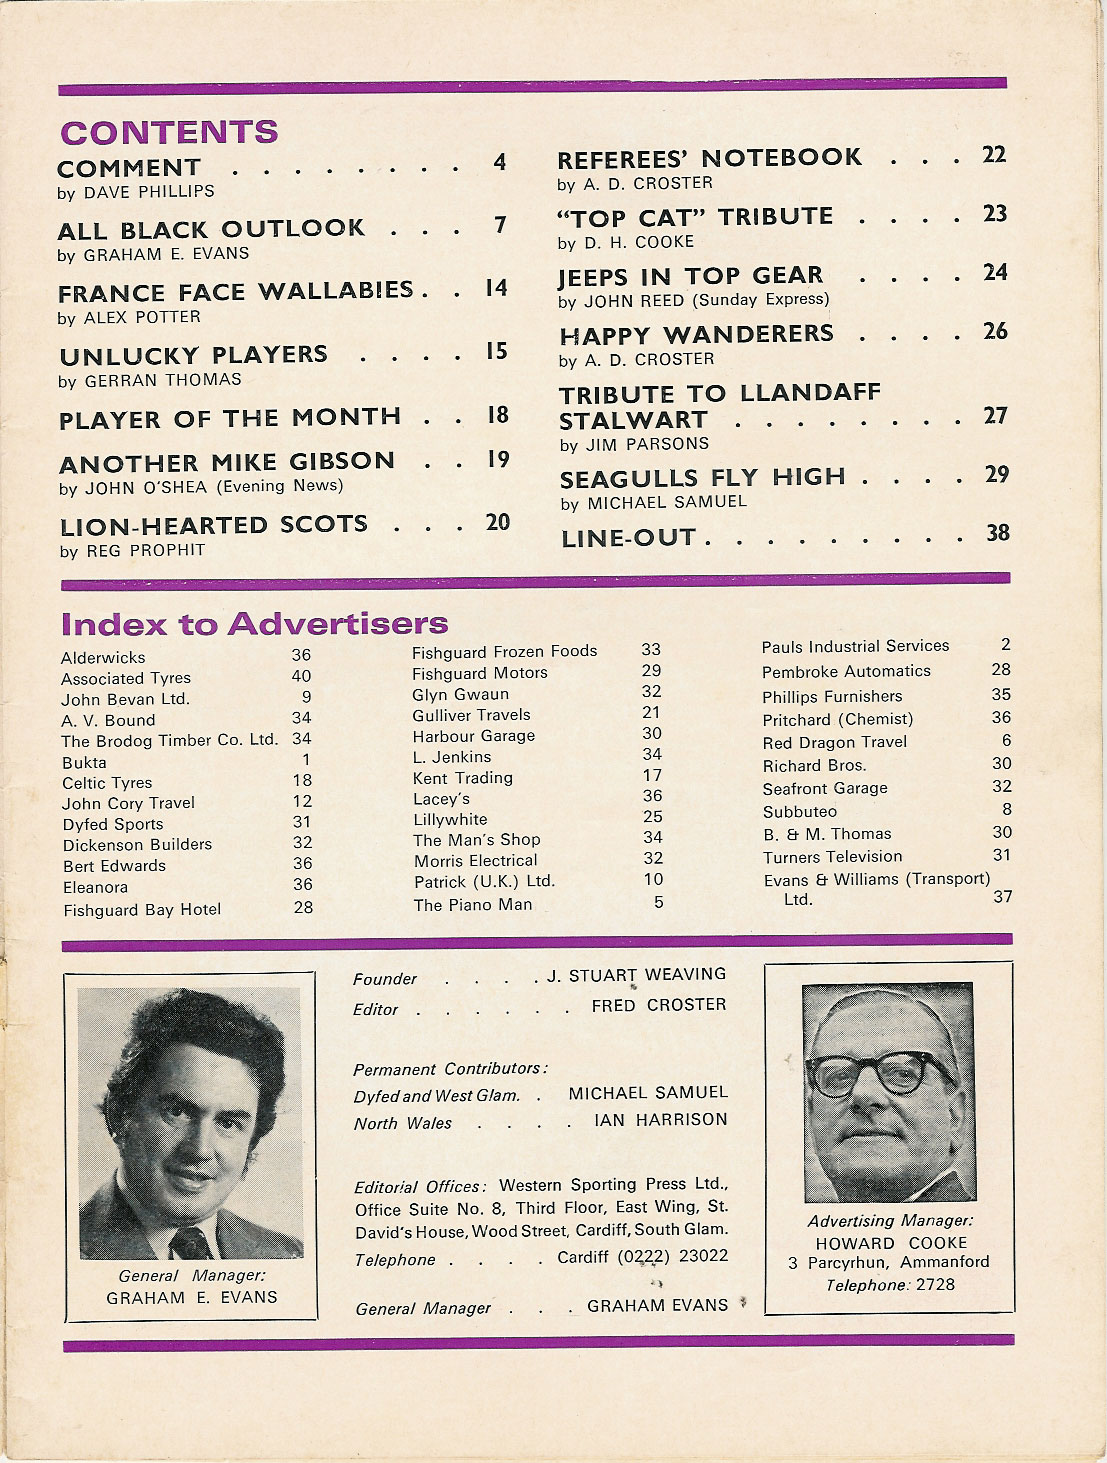 CONTENTS
COMMENT . . . . . . . . 4
by DAVE PHILLIPS
ALL BLACK OUTLOOK . . . 7
by GRAHAM E. EVANS
FRANCE FACE WALLABIES . . 14
by ALEX POTTER
UNLUCKY PLAYERS . . . . 15
by GERRAN THOMAS
PLAYER OF THE MONTH . . 18
ANOTHER MIKE GIBSON . . 19
by JOHN O'SHEA (Evening News)
LION-HEARTED SCOTS . . . 20
by REG PROPHIT
REFEREES' NOTEBOOK . . . 22
by A. D. CROSTER
"TOP CAT" TRIBUTE . . . . 23
by D. H. COOKE
JEEPS IN TOP GEAR . . . . 24
by JOHN REED (Sunday Express)
HAPPY WANDERERS . . . . 26
by A. D. CROSTER
TRIBUTE TO LLANDAFF
STALWART . . . . . . . . 27
by JIM PARSONS
SEAGULLS FLY HIGH . . . . 29
by MICHAEL SAMUEL
LINE-OUT . . . . . . . . . 38
Index to Advertisers
Alderwicks 36
Associated Tyres 40
John Bevan Ltd. 9
A. V. Bound 34
The Brodog Timber Co. Ltd. 34
Bukta 1
Celtic Tyres 18
John Cory Travel 12
Dyfed Sports 31
Dickenson Builders 32
Bert Edwards 36
Eleanora 36
Fishguard Bay Hotel 28
Fishguard Frozen Foods 33
Fishguard Motors 29
Glyn Gwaun 32
Gulliver Travels 21
Harbour Garage 30
L. Jenkins 34
Kent Trading 17
Lacey's 36
Lillywhite 25
The Man's Shop 34
Morris Electrical 32
Patrick (U.K.) Ltd. 10
The Piano Man 5
Pauls Industrial Services 2
Pembroke Automatics 28
Phillips Furnishers 35
Pritchard (Chemist) 36
Red Dragon Travel 6
Richard Bros. 30
Seafront Garage 32
Subbuteo 8
B. & M. Thomas 30
Turners Television 31
Evans & Williams (Transport)
Ltd. 37
General Manager:
GRAHAM E. EVANS
Founder . . . . J. STUART WEAVING
Editor . . . . . . FRED CROSTER
Permanent Contributors:
Dyfed and West Glam. . MICHAEL SAMUEL
North Wales . . . . IAN HARRISON
Editorial Offices: Western Sporting Press Ltd.,
Office Suite No. 8, Third Floor, East Wing, St.
David's House, Wood Street, Cardiff, South Glam.
Telephone . . . . Cardiff (0222) 23022
General Manager . . . GRAHAM EVANS
Advertising Manager:
HOWARD COOKE
3 Parcyrhun, Ammanford
Telephone: 2728